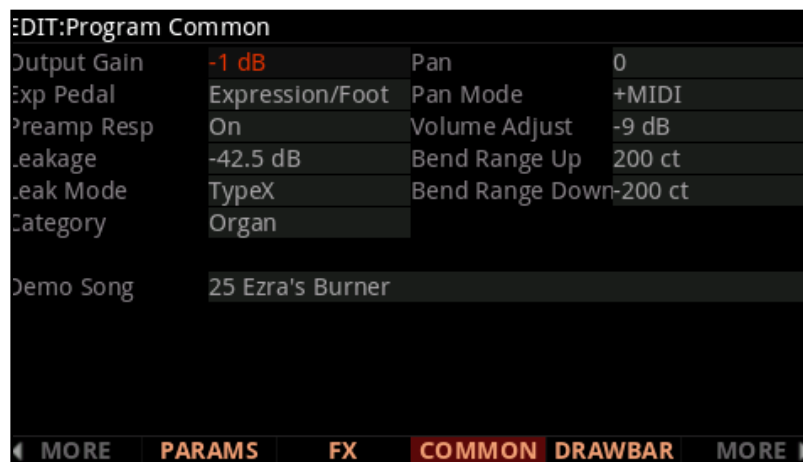 EDIT:Program Common
Output Gain -1 dB Pan 0
Exp Pedal Expression/Foot Pan Mode +MIDI
Preamp Resp On Volume Adjust -9 dB
Leakage -42.5 dB Bend Range Up 200 ct
Leak Mode TypeX Bend Range Down -200 ct
Category Organ
Demo Song 25 Ezra's Burner
MORE PARAMS FX COMMON DRAWBAR MORE